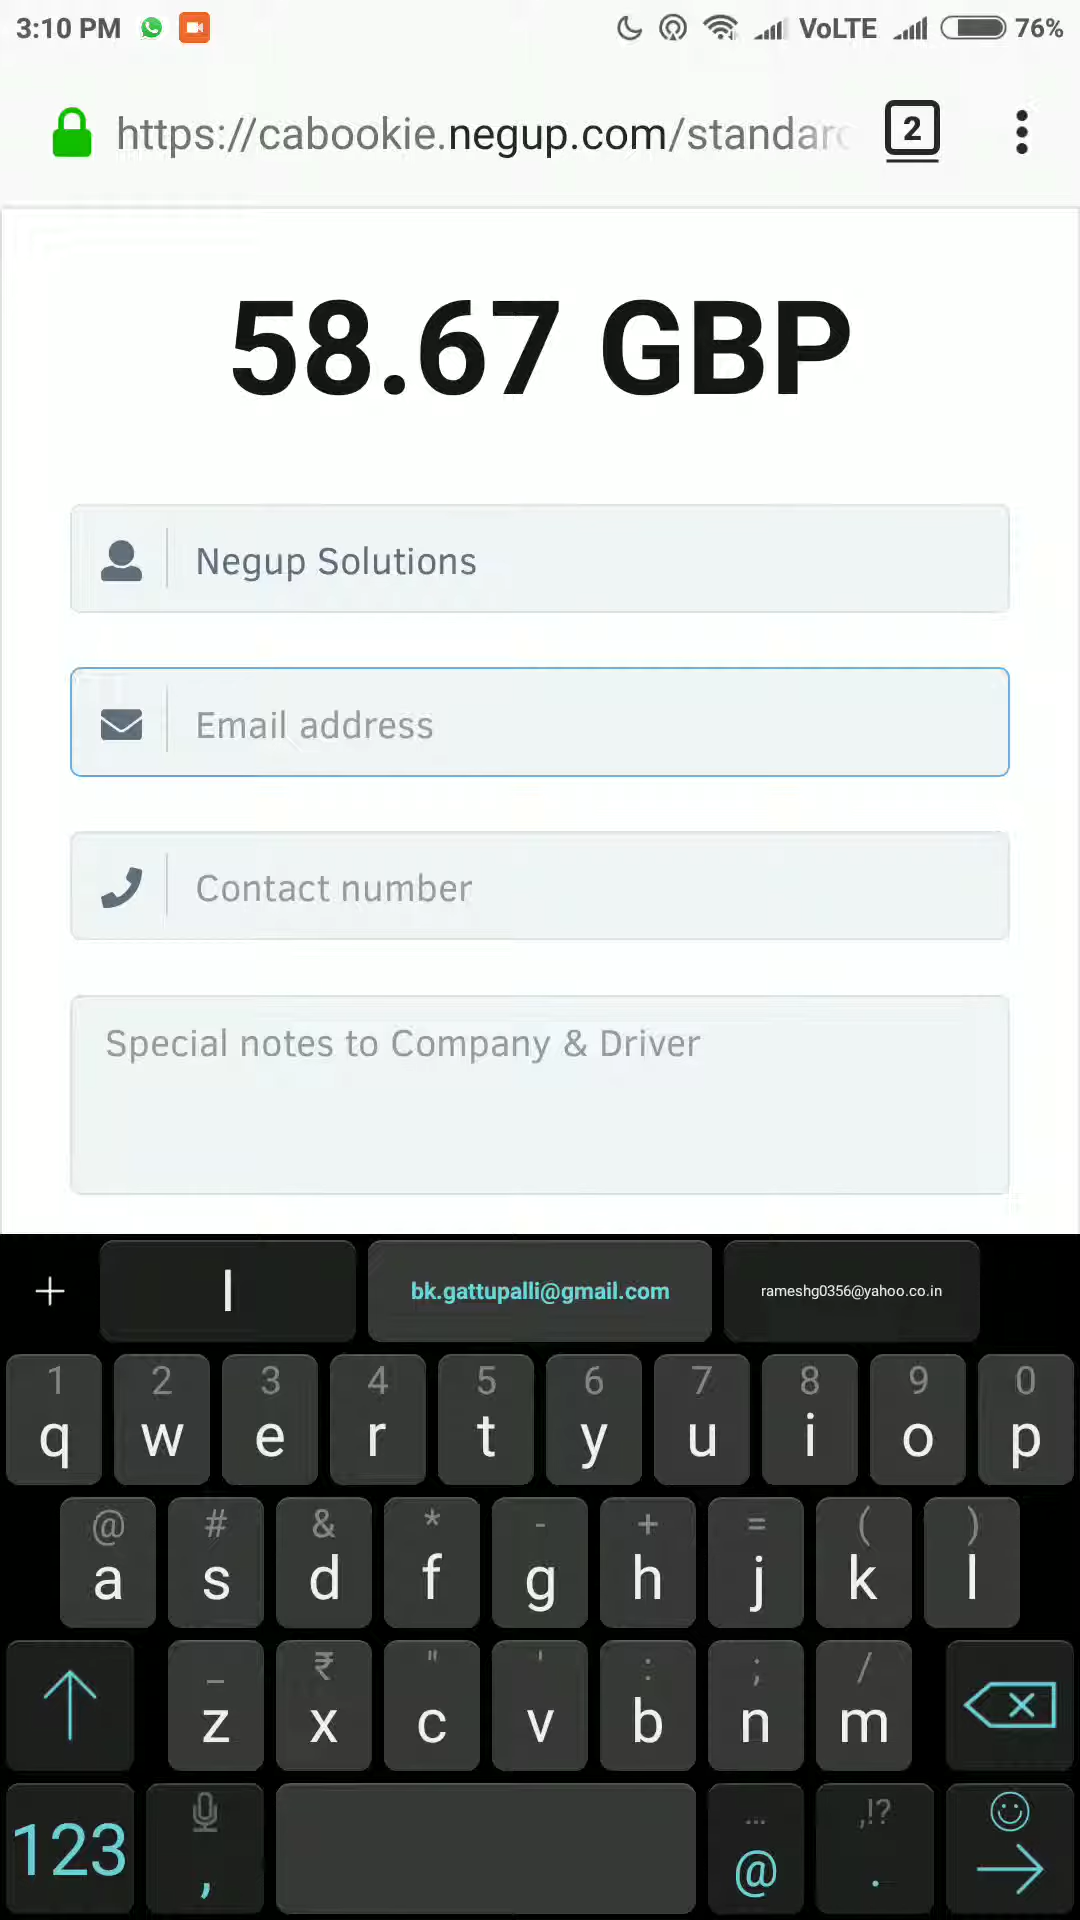 3:10 PM VoLTE 76%
https://cabookie.negup.com/standard 2
58.67 GBP
Negup Solutions
Email address
Contact number
Special notes to Company & Driver
I bk.gattupalli@gmail.com rameshg0356@yahoo.co.in
1 2 3 4 5 6 7 8 9 0
q w e r t y u i o p
@ # & * - + = ( )
a s d f g h j k l
_ ₹ " ' : ; /
z x c v b n m
... ,!?
123 , @ .